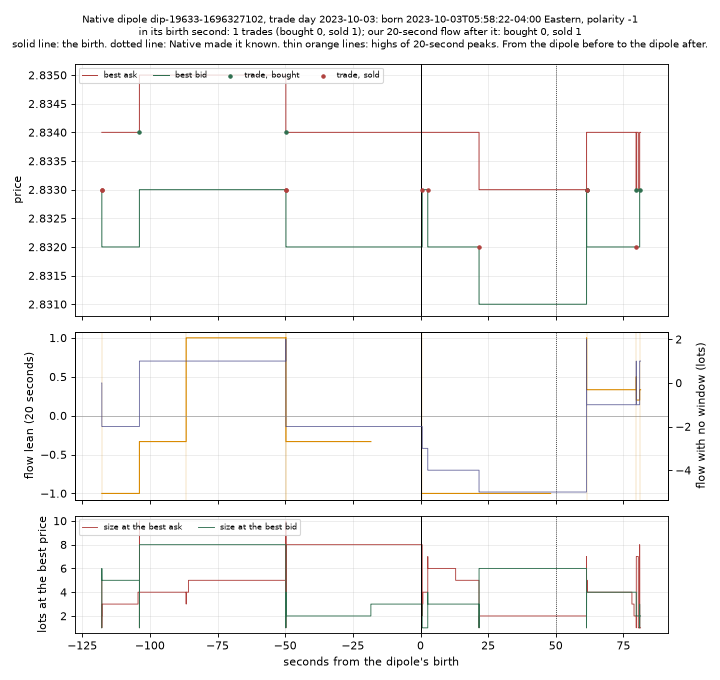 Native dipole dip-19633-1696327102, trade day 2023-10-03: born 2023-10-03T05:58:22-04:00 Eastern, polarity -1
in its birth second: 1 trades (bought 0, sold 1); our 20-second flow after it: bought 0, sold 1
solid line: the birth. dotted line: Native made it known. thin orange lines: highs of 20-second peaks. From the dipole before to the dipole after.
best ask
best bid
trade, bought
trade, sold
2.8350
2.8345
2.8340
2.8335
2.8330
2.8325
2.8320
2.8315
2.8310
price
1.0
0.5
0.0
−0.5
−1.0
flow lean (20 seconds)
2
0
−2
−4
flow with no window (lots)
size at the best ask
size at the best bid
10
8
6
4
2
lots at the best price
−125
−100
−75
−50
−25
0
25
50
75
seconds from the dipole's birth